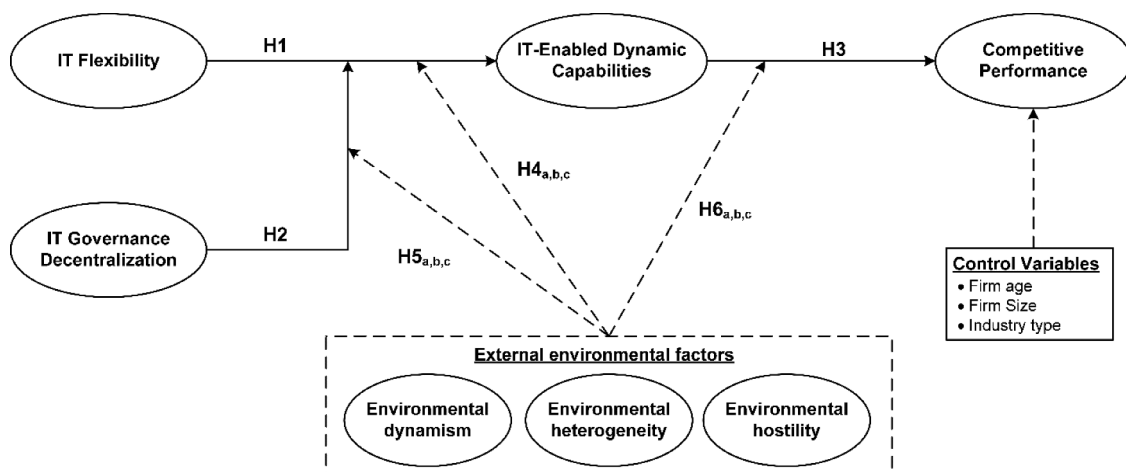 IT Flexibility
H1
IT-Enabled Dynamic
Capabilities
H3
Competitive
Performance
H4a,b,c
H6a,b,c
IT Governance
Decentralization
H2
H5a,b,c
Control Variables
• Firm age
• Firm Size
• Industry type
External environmental factors
Environmental
dynamism
Environmental
heterogeneity
Environmental
hostility